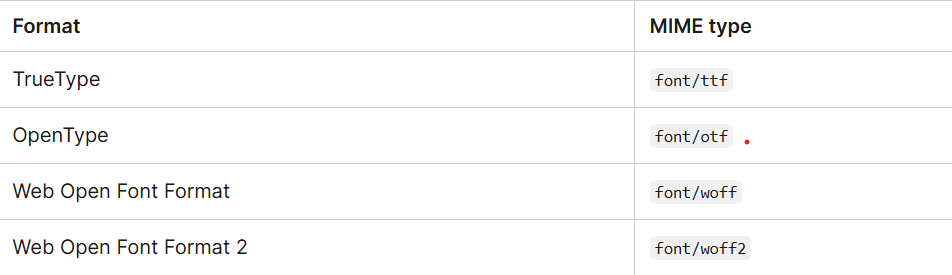 Format MIME type
TrueType font/ttf
OpenType font/otf
Web Open Font Format font/woff
Web Open Font Format 2 font/woff2